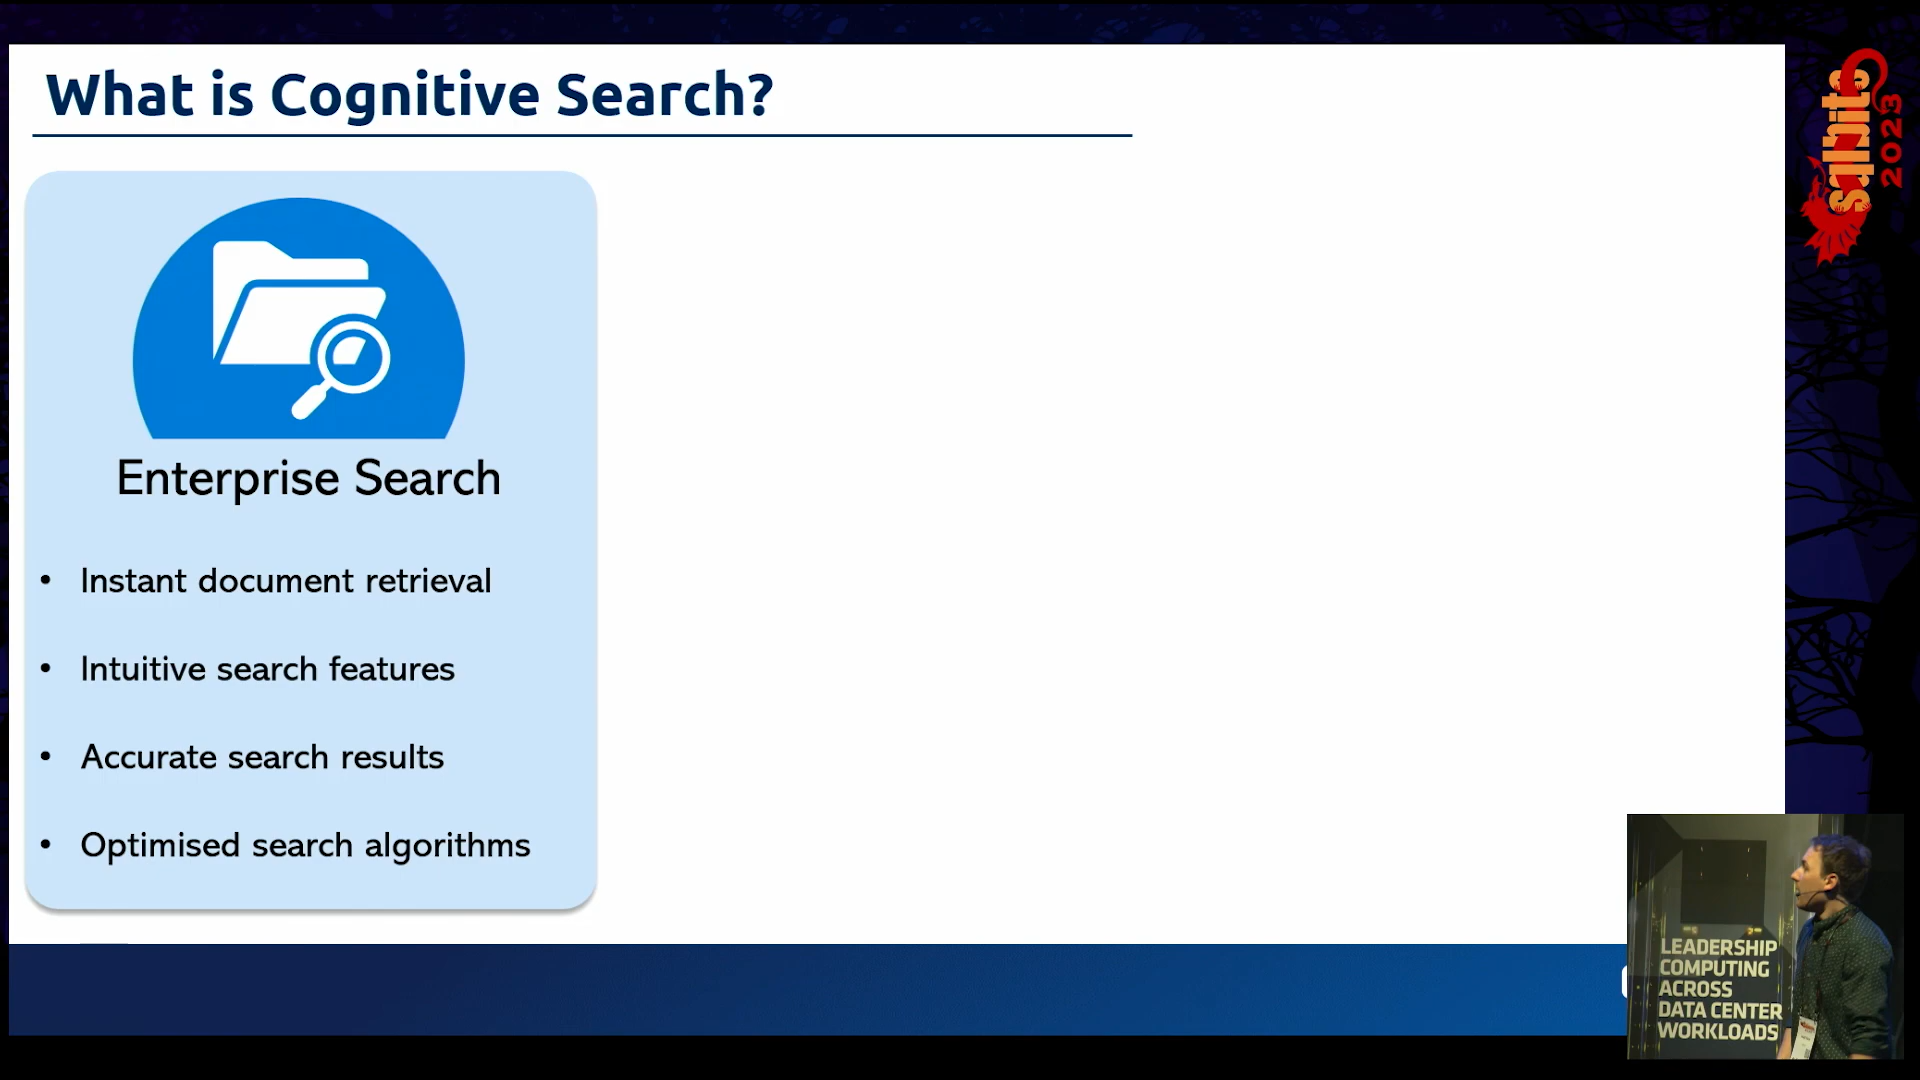 What is Cognitive Search?
sqlbits
2023
Enterprise Search
• Instant document retrieval
• Intuitive search features
• Accurate search results
• Optimised search algorithms
LEADERSHIP
COMPUTING
ACROSS
DATA CENTER
WORKLOADS